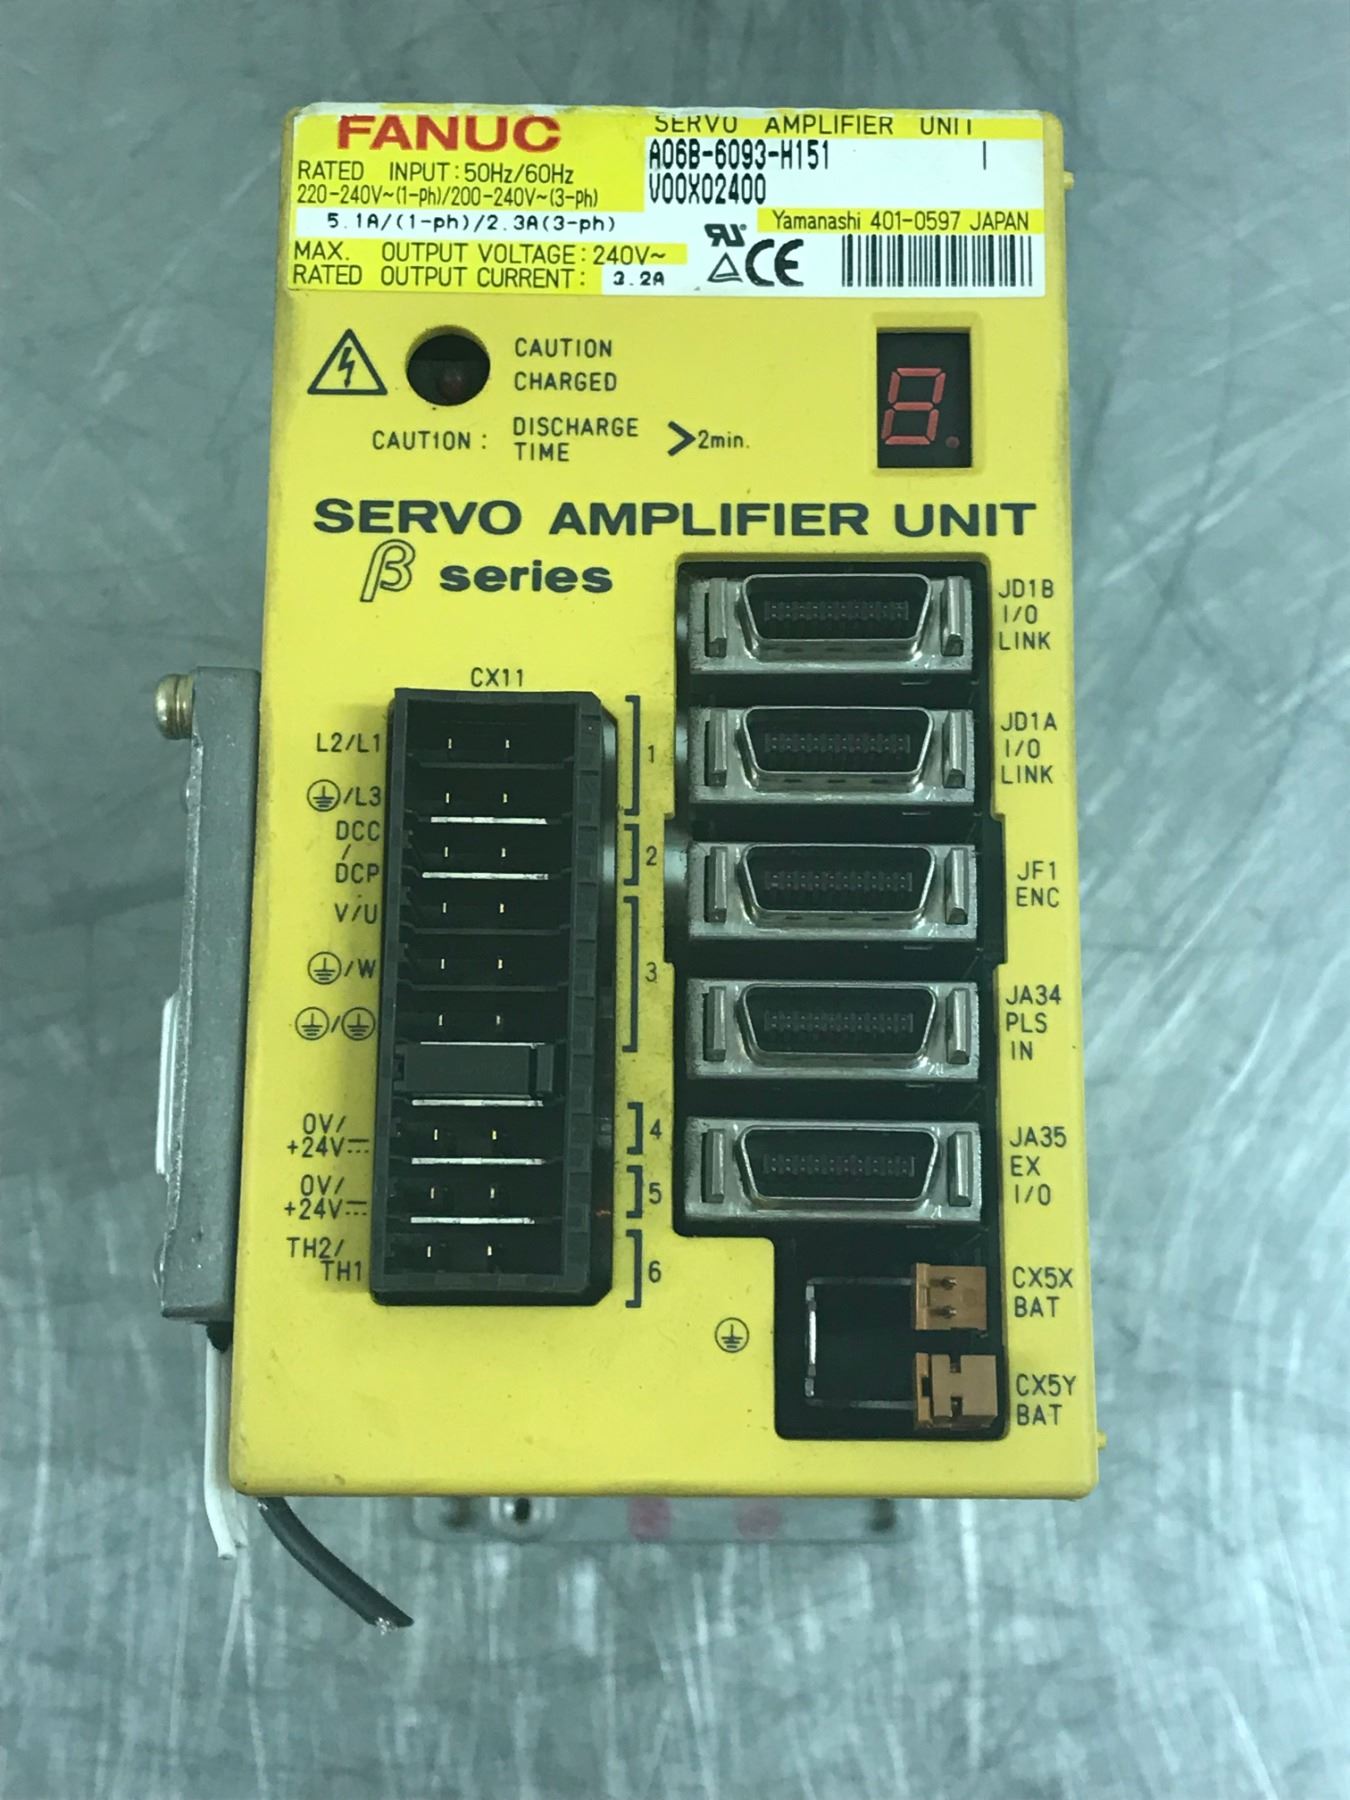 FANUC
SERVO AMPLIFIER UNIT
RATED INPUT:50Hz/60Hz
220-240V~(1-ph)/200-240V~(3-ph)
5.1A/(1-ph)/2.3A(3-ph)
MAX. OUTPUT VOLTAGE:240V~
RATED OUTPUT CURRENT: 3.2A
A06B-6093-H151 I
V00X02400
Yamanashi 401-0597 JAPAN
CE
CAUTION
CHARGED
CAUTION: DISCHARGE TIME >2min.
8.
SERVO AMPLIFIER UNIT
β series
CX11
L2/L1
/L3
DCC
/
DCP
V/U
/W
/
0V/
+24V
0V/
+24V
TH2/
TH1
1
2
3
4
5
6
JD1B
I/O
LINK
JD1A
I/O
LINK
JF1
ENC
JA34
PLS
IN
JA35
EX
I/O
CX5X
BAT
CX5Y
BAT